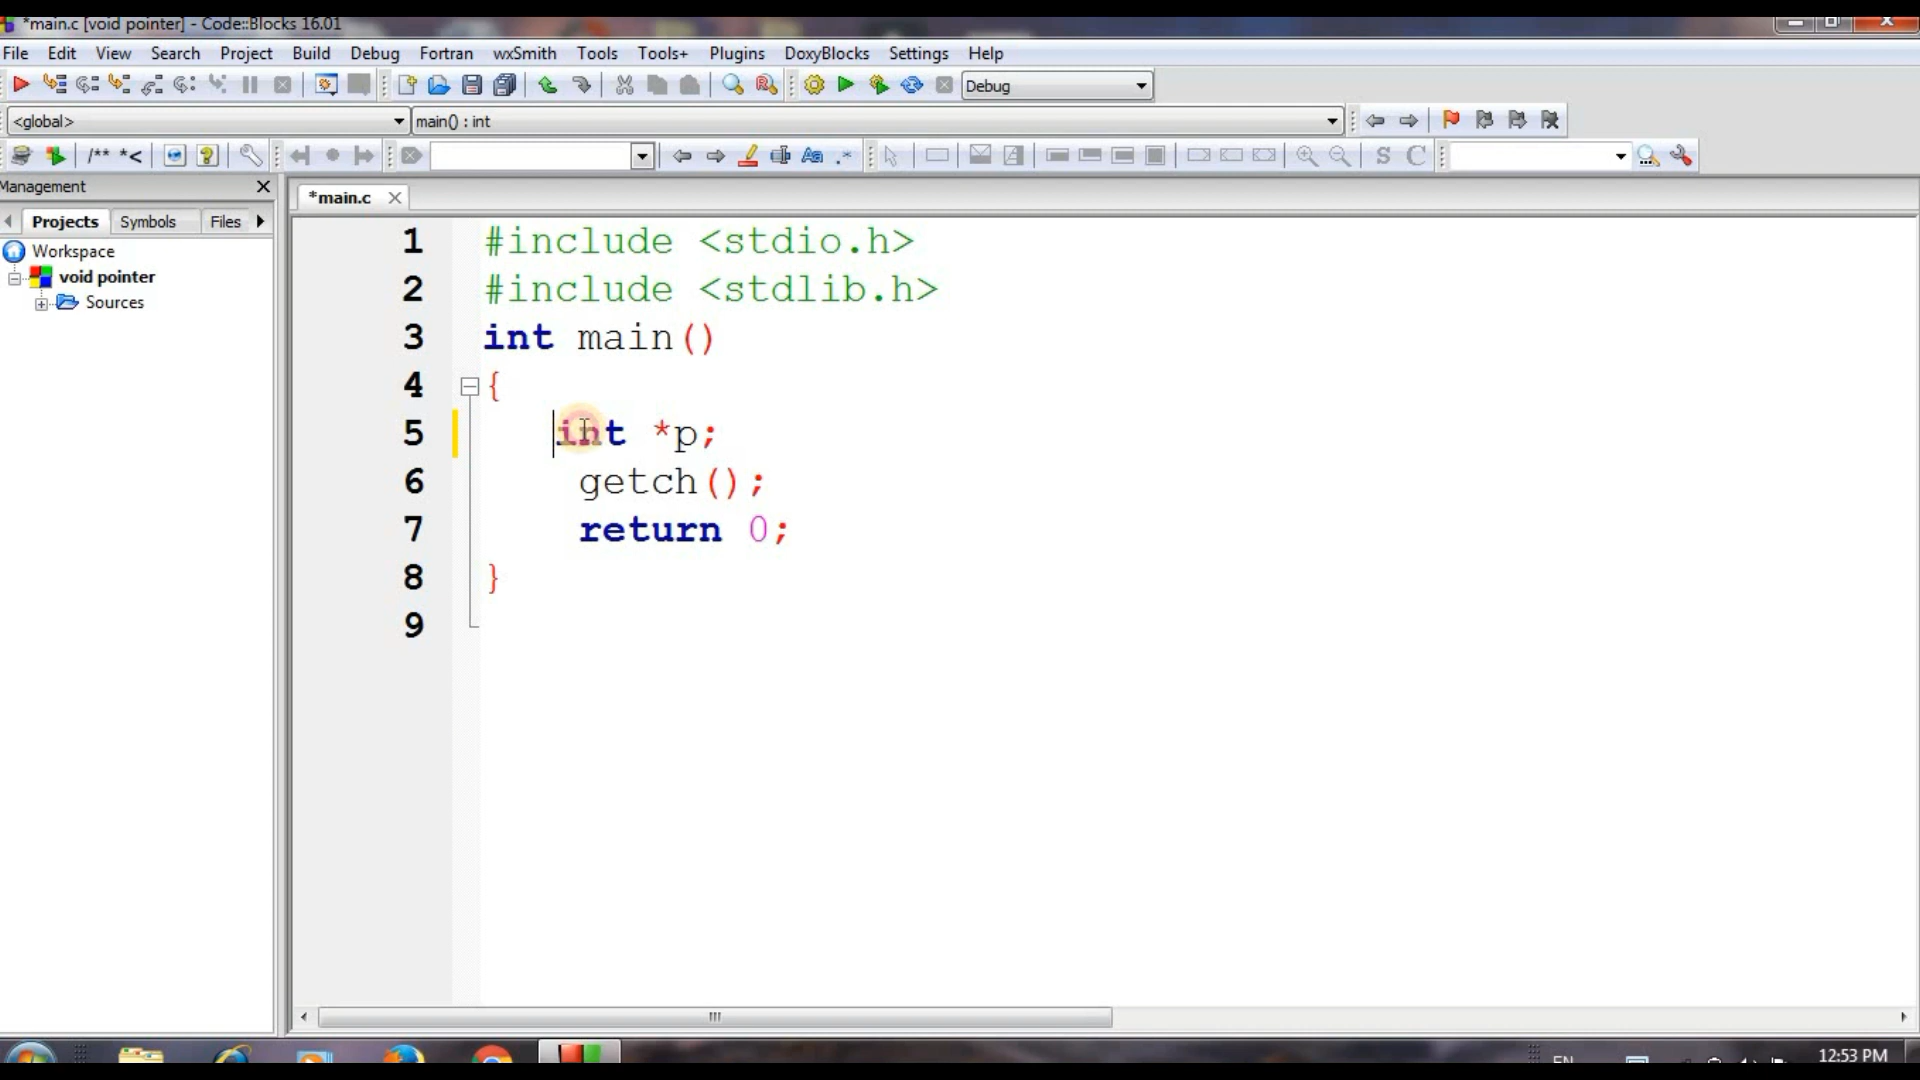 *main.c [void pointer] - Code::Blocks 16.01
File Edit View Search Project Build Debug Fortran wxSmith Tools Tools+ Plugins DoxyBlocks Settings Help
Debug
<global> main() : int
/** *<
S C
Management
*main.c
Projects Symbols Files
Workspace
void pointer
Sources
1 #include <stdio.h>
2 #include <stdlib.h>
3 int main()
4 {
5 int *p;
6 getch();
7 return 0;
8 }
9
EN 12:53 PM